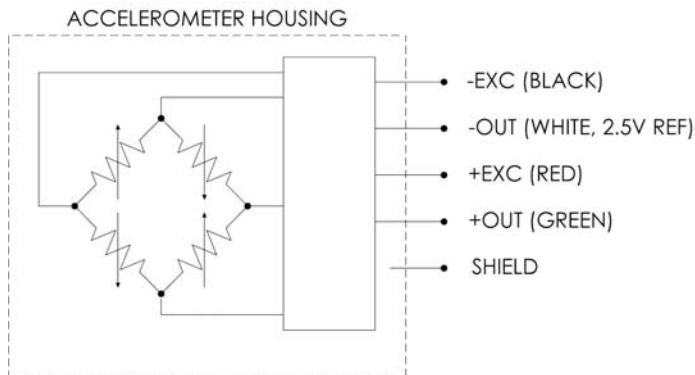 ACCELEROMETER HOUSING
-EXC (BLACK)
-OUT (WHITE, 2.5V REF)
+EXC (RED)
+OUT (GREEN)
SHIELD